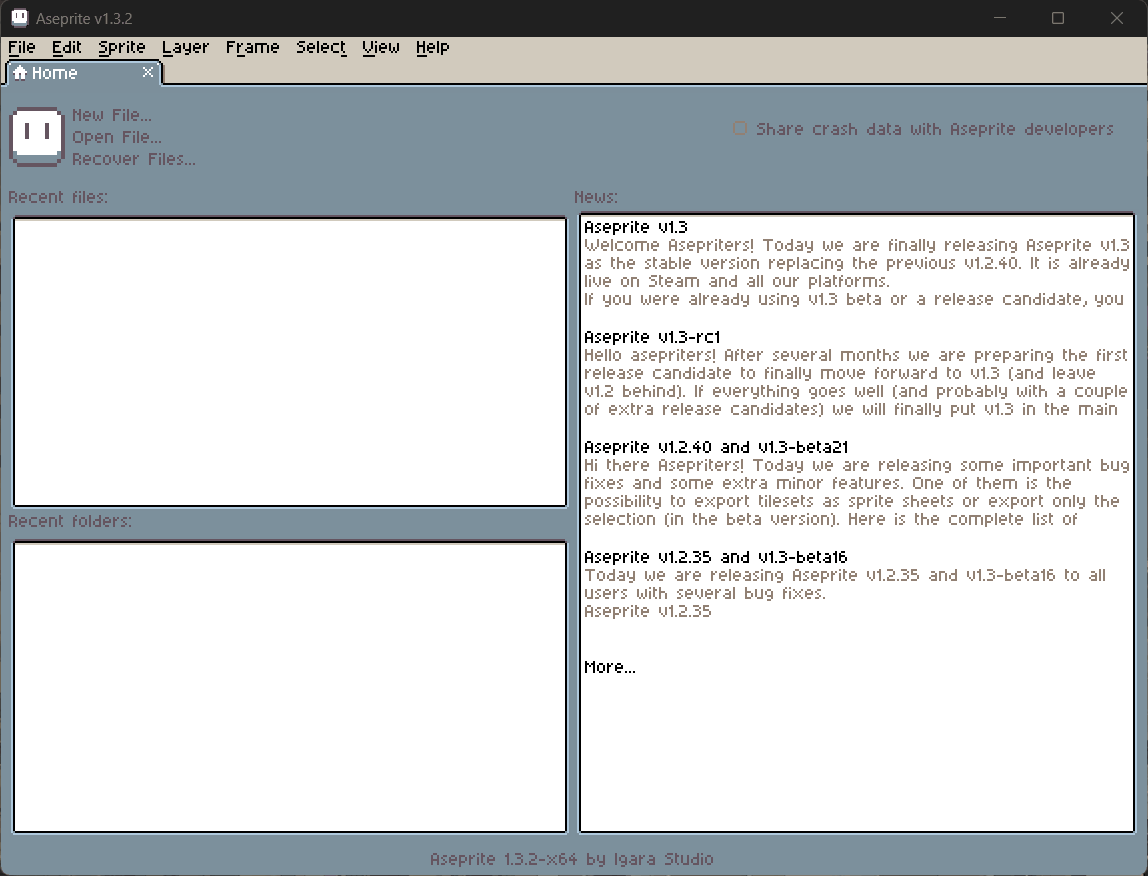 Aseprite v1.3.2
File Edit Sprite Layer Frame Select View Help
Home
New File...
Open File...
Recover Files...
Share crash data with Aseprite developers
Recent files:
Recent folders:
News:
Aseprite v1.3
Welcome Asepriters! Today we are finally releasing Aseprite v1.3
as the stable version replacing the previous v1.2.40. It is already
live on Steam and all our platforms.
If you were already using v1.3 beta or a release candidate, you
Aseprite v1.3-rc1
Hello asepriters! After several months we are preparing the first
release candidate to finally move forward to v1.3 (and leave
v1.2 behind). If everything goes well (and probably with a couple
of extra release candidates) we will finally put v1.3 in the main
Aseprite v1.2.40 and v1.3-beta21
Hi there Asepriters! Today we are releasing some important bug
fixes and some extra minor features. One of them is the
possibility to export tilesets as sprite sheets or export only the
selection (in the beta version). Here is the complete list of
Aseprite v1.2.35 and v1.3-beta16
Today we are releasing Aseprite v1.2.35 and v1.3-beta16 to all
users with several bug fixes.
Aseprite v1.2.35
More...
Aseprite 1.3.2-x64 by Igara Studio